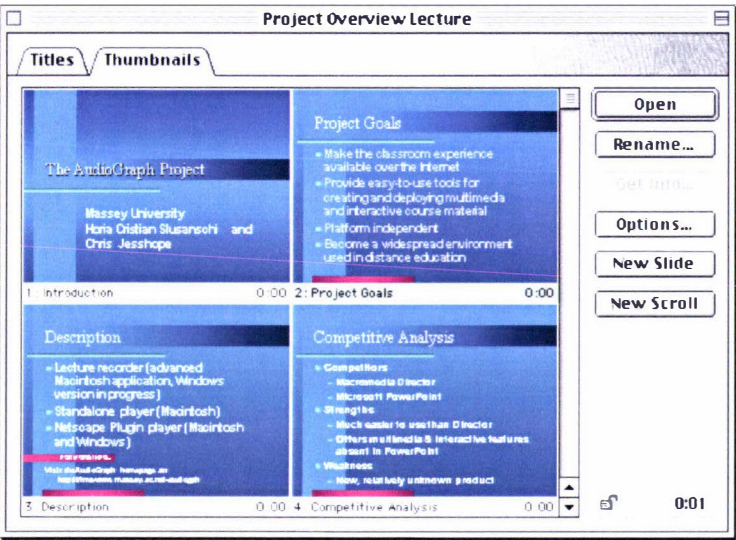 Project Overview Lecture
Titles
Thumbnails
The AudioGraph Project
Massey University
Horia Cristian Slusanschi and
Chris Jesshope
1: Introduction 0:00
Project Goals
Make the classroom experience
available over the Internet
Provide easy-to-use tools for
creating and deploying multimedia
and interactive course material
Platform independent
Become a widespread environment
used in distance education
2: Project Goals 0:00
Description
Lecture recorder (advanced
Macintosh application, Windows
version in progress)
Standalone player (Macintosh)
Netscape Plugin player (Macintosh
and Windows)
Visit the AudioGraph homepage on
3 Description 0:00
Competitive Analysis
Competitors
– Macromedia Director
– Microsoft PowerPoint
Strengths
– Much easier to use than Director
– Offers multimedia & interactive features
absent in PowerPoint
Weakness
– New, relatively unknown product
4 Competitive Analysis 0:00
Open
Rename...
Get Info...
Options...
New Slide
New Scroll
0:01